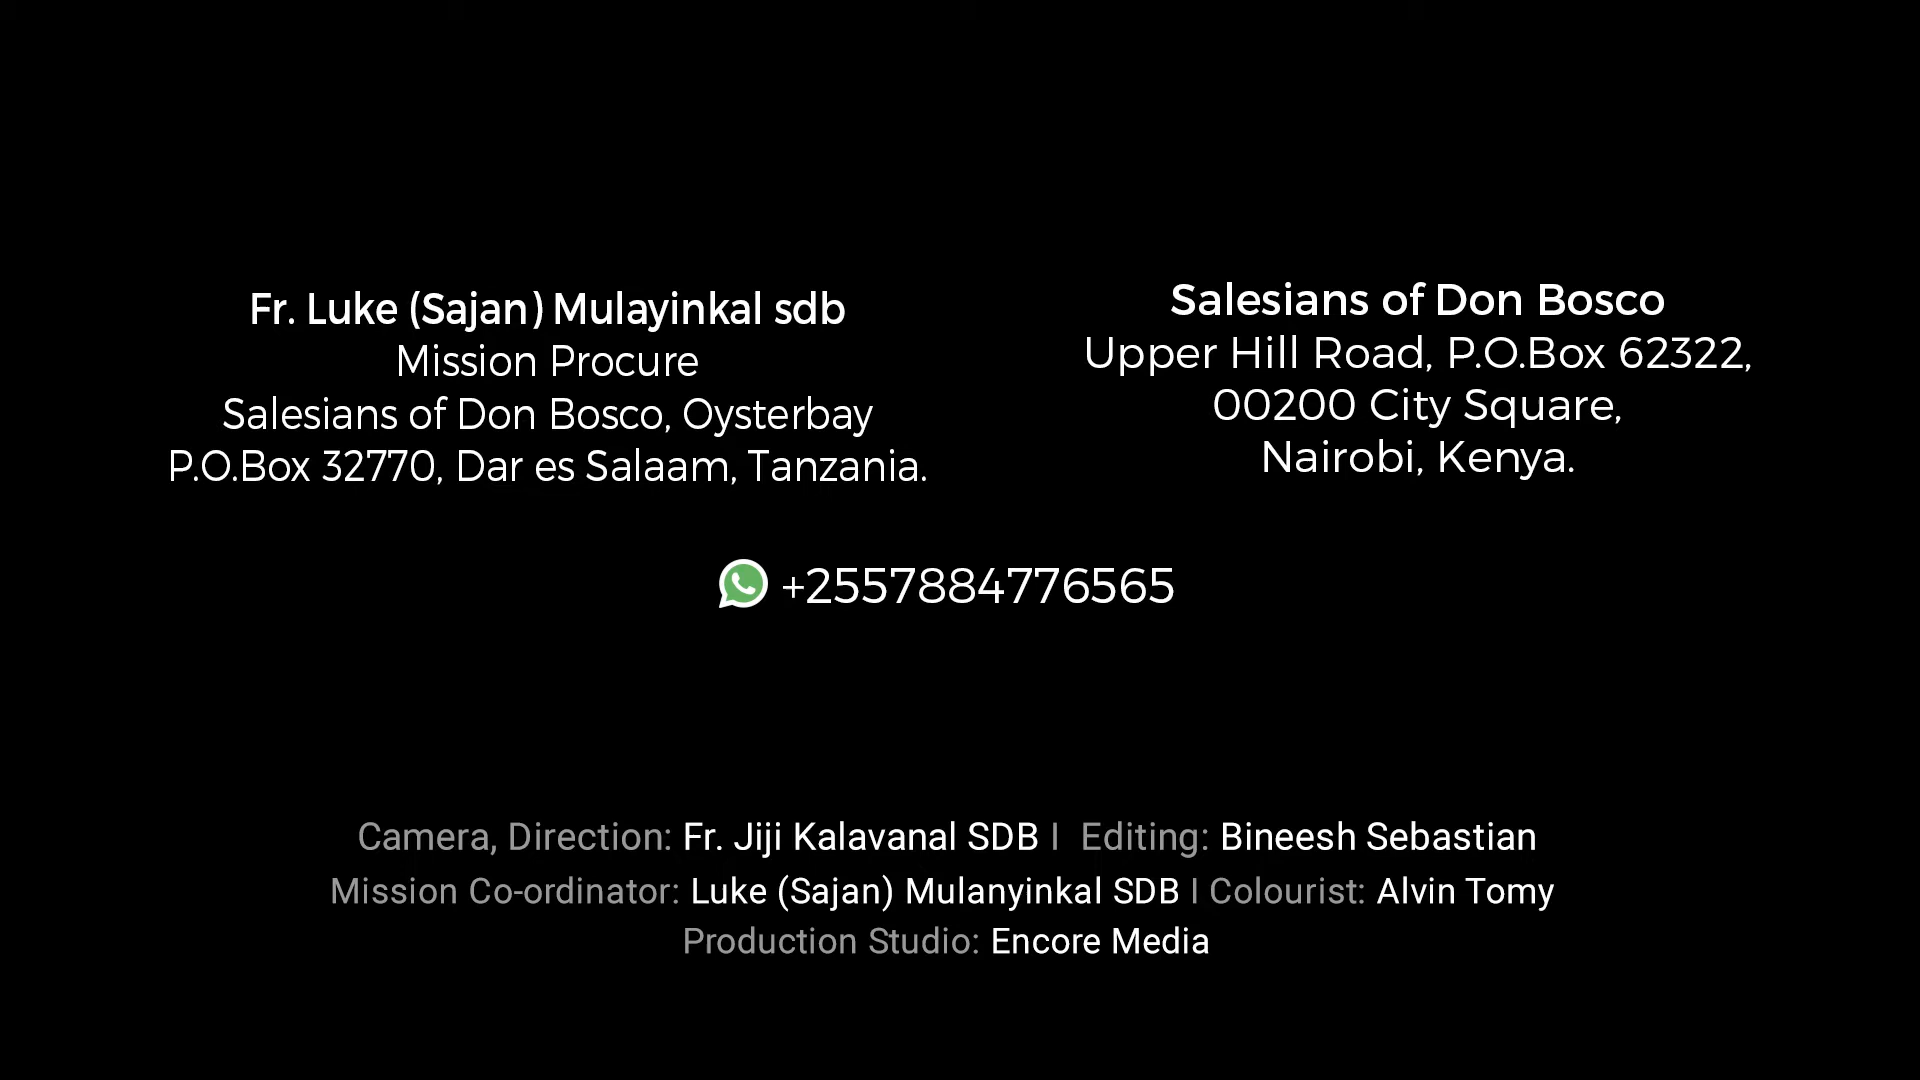 Fr. Luke (Sajan) Mulayinkal sdb
Mission Procure
Salesians of Don Bosco, Oysterbay
P.O.Box 32770, Dar es Salaam, Tanzania.
Salesians of Don Bosco
Upper Hill Road, P.O.Box 62322,
00200 City Square,
Nairobi, Kenya.
+2557884776565
Camera, Direction: Fr. Jiji Kalavanal SDB I Editing: Bineesh Sebastian
Mission Co-ordinator: Luke (Sajan) Mulanyinkal SDB I Colourist: Alvin Tomy
Production Studio: Encore Media